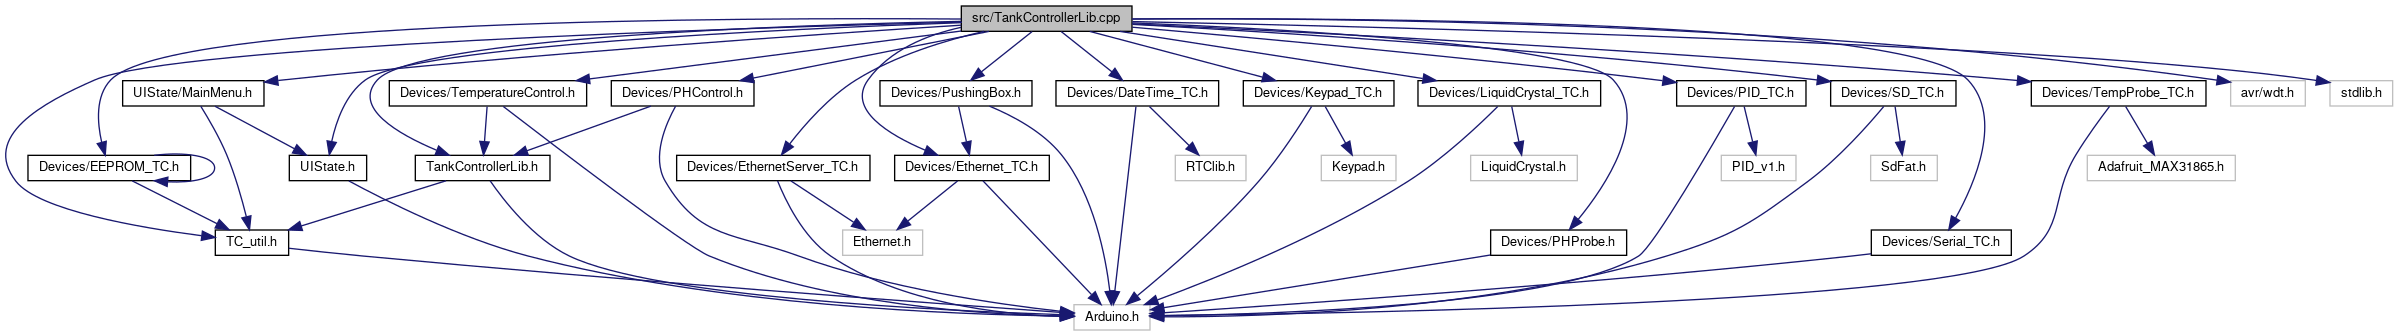 src/TankControllerLib.cpp
UIState/MainMenu.h
Devices/TemperatureControl.h
Devices/PHControl.h
Devices/PushingBox.h
Devices/DateTime_TC.h
Devices/Keypad_TC.h
Devices/LiquidCrystal_TC.h
Devices/PID_TC.h
Devices/SD_TC.h
Devices/TempProbe_TC.h
avr/wdt.h
stdlib.h
Devices/EEPROM_TC.h
UIState.h
TankControllerLib.h
Devices/EthernetServer_TC.h
Devices/Ethernet_TC.h
RTClib.h
Keypad.h
LiquidCrystal.h
PID_v1.h
SdFat.h
Adafruit_MAX31865.h
TC_util.h
Ethernet.h
Devices/PHProbe.h
Devices/Serial_TC.h
Arduino.h